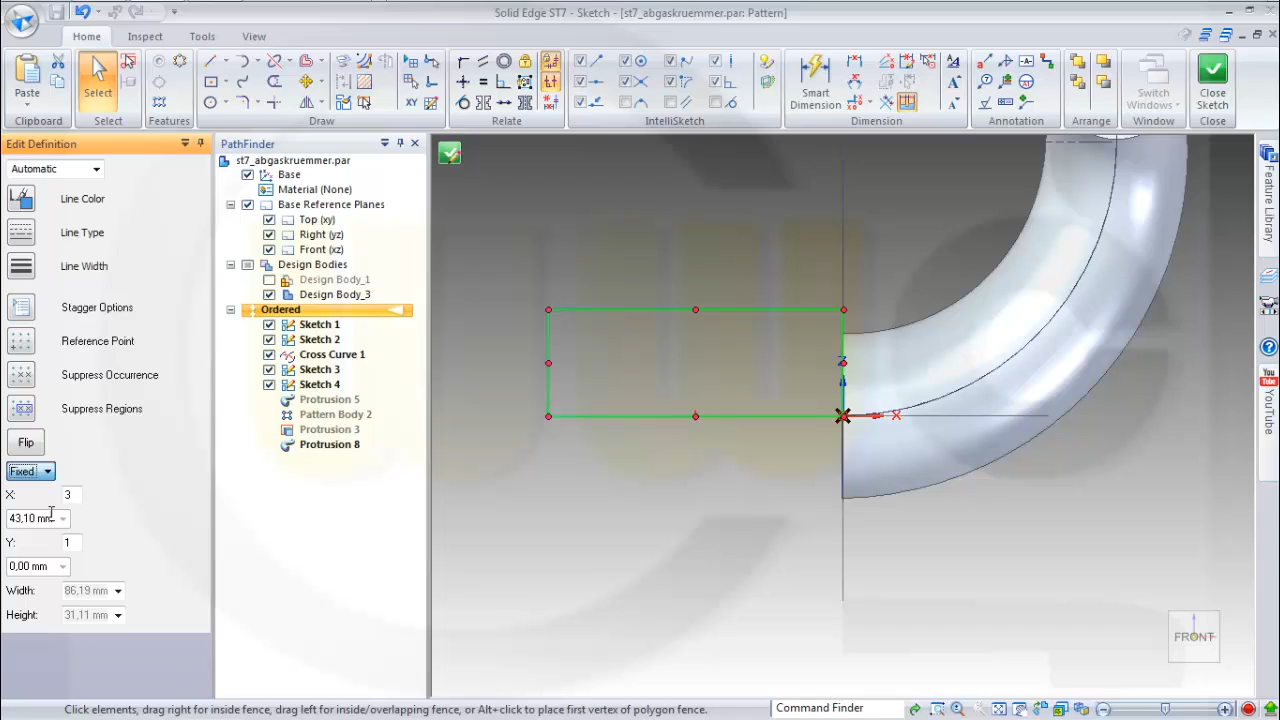 Solid Edge ST7 - Sketch - [st7_abgaskruemmer.par: Pattern]
Home
Inspect
Tools
View
Paste
Select
Smart
Dimension
Switch
Windows
Close
Sketch
Clipboard
Select
Features
Draw
Relate
IntelliSketch
Dimension
Annotation
Arrange
Window
Close
Edit Definition
Automatic
Line Color
Line Type
Line Width
Stagger Options
Reference Point
Suppress Occurrence
Suppress Regions
Flip
Fixed
X:
3
43,10 mm
Y:
1
0,00 mm
Width:
86,19 mm
Height:
31,11 mm
PathFinder
st7_abgaskruemmer.par
Base
Material (None)
Base Reference Planes
Top (xy)
Right (yz)
Front (xz)
Design Bodies
Design Body_1
Design Body_3
Ordered
Sketch 1
Sketch 2
Cross Curve 1
Sketch 3
Sketch 4
Protrusion 5
Pattern Body 2
Protrusion 3
Protrusion 8
Z
X
FRONT
Feature Library
YouTube
Click elements, drag right for inside fence, drag left for inside/overlapping fence, or Alt+click to place first vertex of polygon fence.
Command Finder